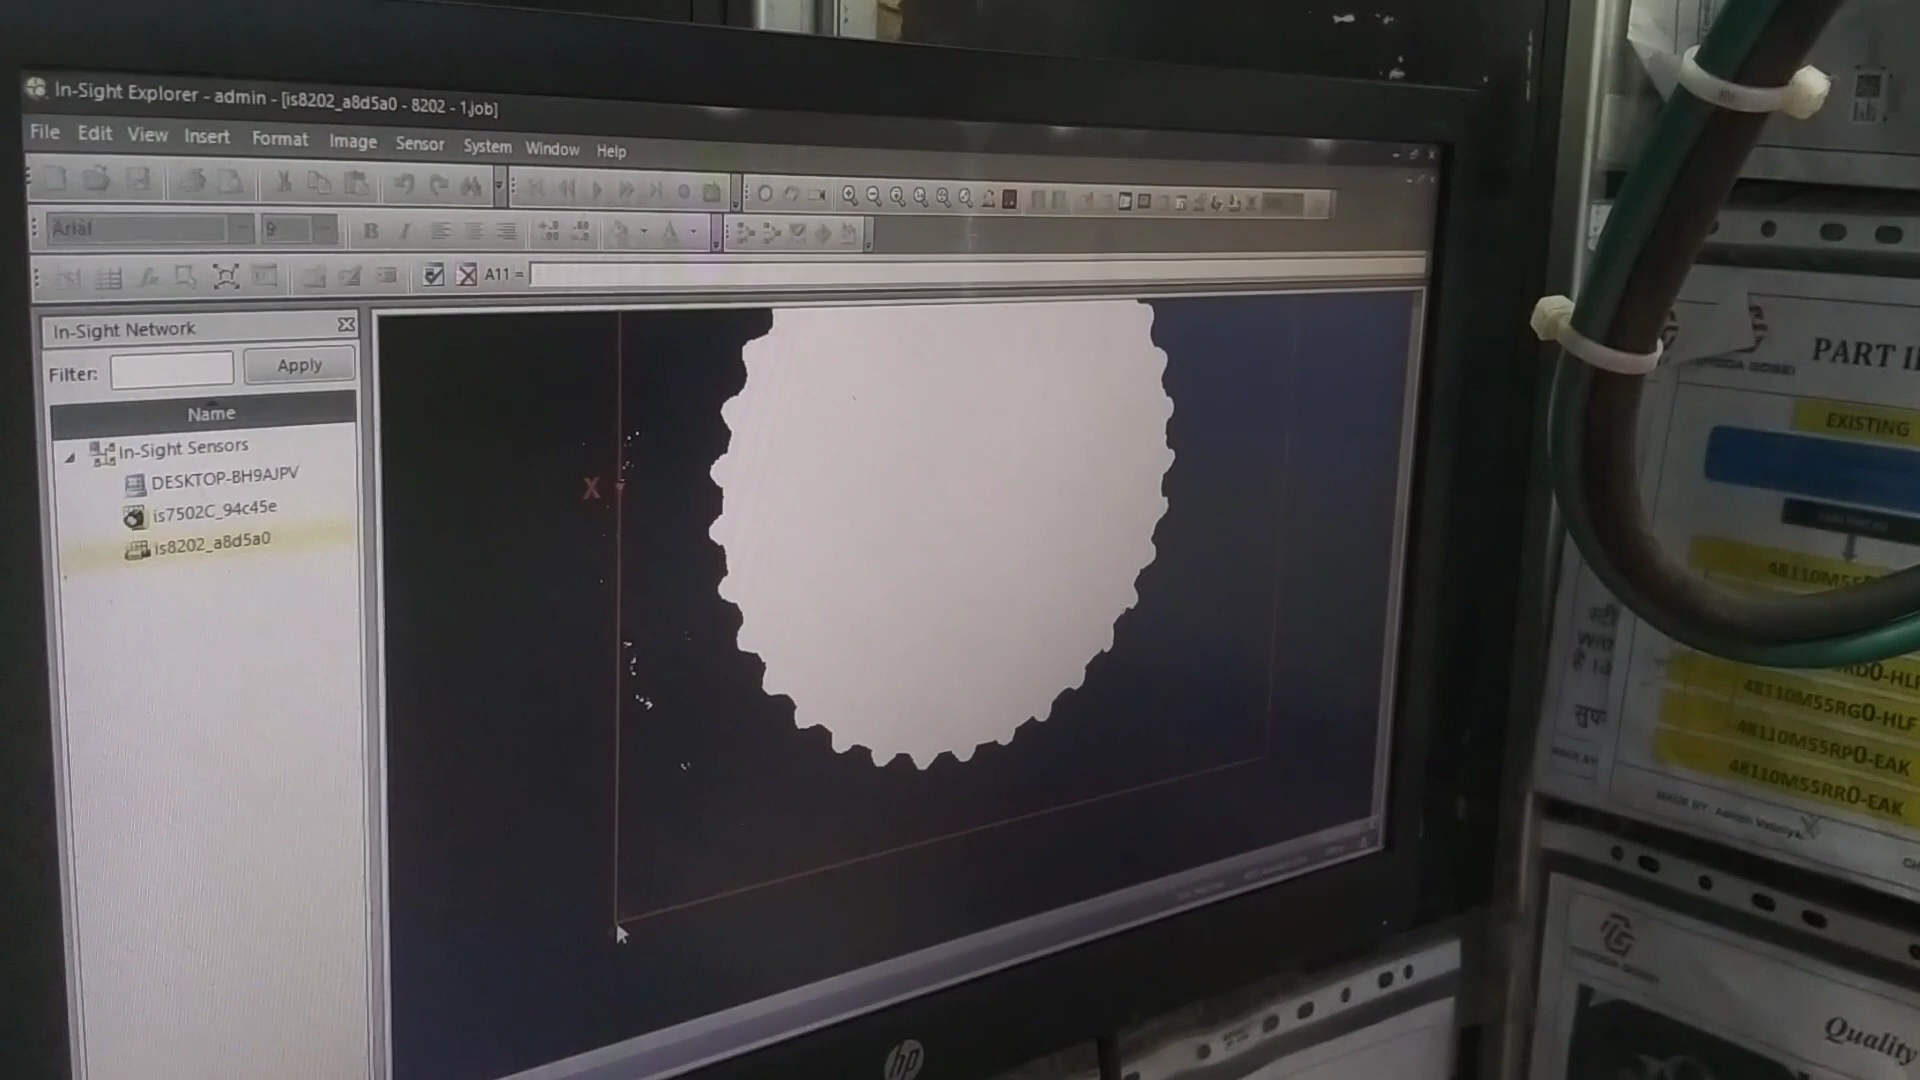 In-Sight Explorer - admin - [is8202_a8d5a0 - 8202 - 1.job]
File Edit View Insert Format Image Sensor System Window Help
Arial 9 B I A
A11 =
In-Sight Network
Filter: Apply
Name
In-Sight Sensors
DESKTOP-BH9AJPV
is7502C_94c45e
is8202_a8d5a0
X
hp
PART
EXISTING
48110M55RG0-HLF
48110M55RP0-EAK
48110M55RR0-EAK
MADE BY:
Quality